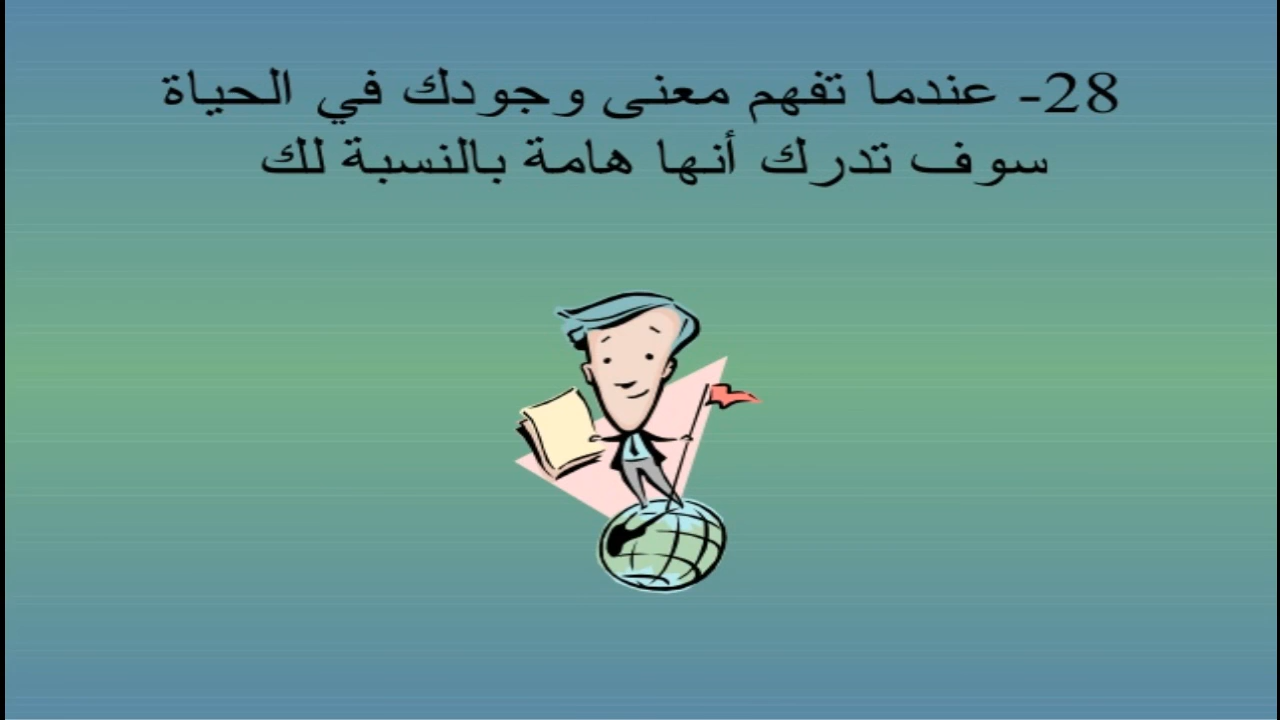 28- عندما تفهم معنى وجودك في الحياة
سوف تدرك أنها هامة بالنسبة لك